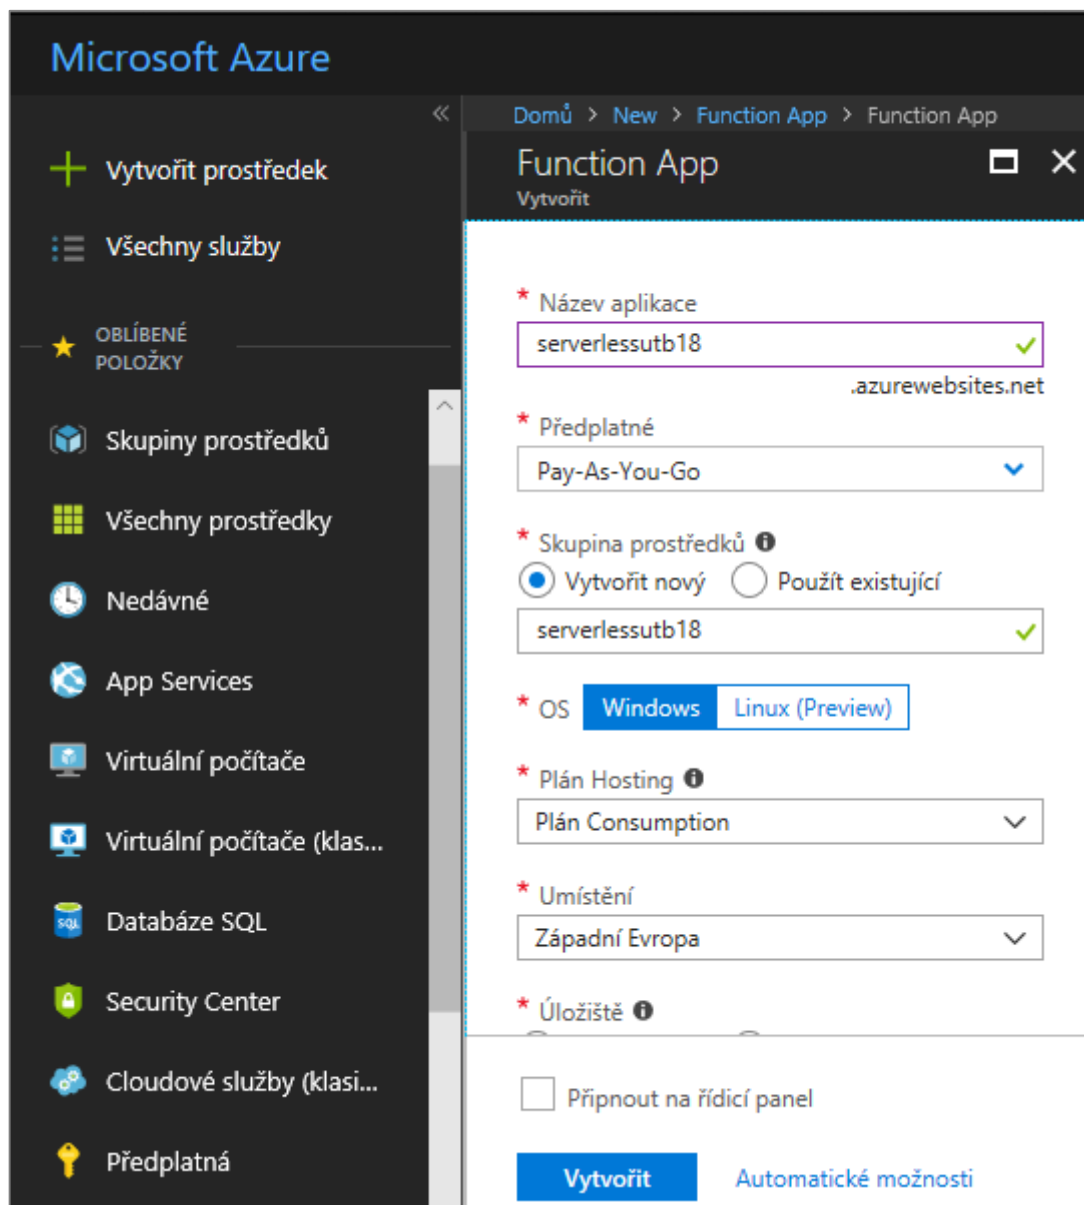 Microsoft Azure
«
Domů > New > Function App > Function App
Vytvořit prostředek
Všechny služby
OBLÍBENÉ
POLOŽKY
Skupiny prostředků
Všechny prostředky
Nedávné
App Services
Virtuální počítače
Virtuální počítače (klas...
Databáze SQL
Security Center
Cloudové služby (klasi...
Předplatná
Function App
Vytvořit
* Název aplikace
serverlessutb18
.azurewebsites.net
* Předplatné
Pay-As-You-Go
* Skupina prostředků
Vytvořit nový Použít existující
serverlessutb18
* OS Windows Linux (Preview)
* Plán Hosting
Plán Consumption
* Umístění
Západní Evropa
* Úložiště
Připnout na řídicí panel
Vytvořit Automatické možnosti